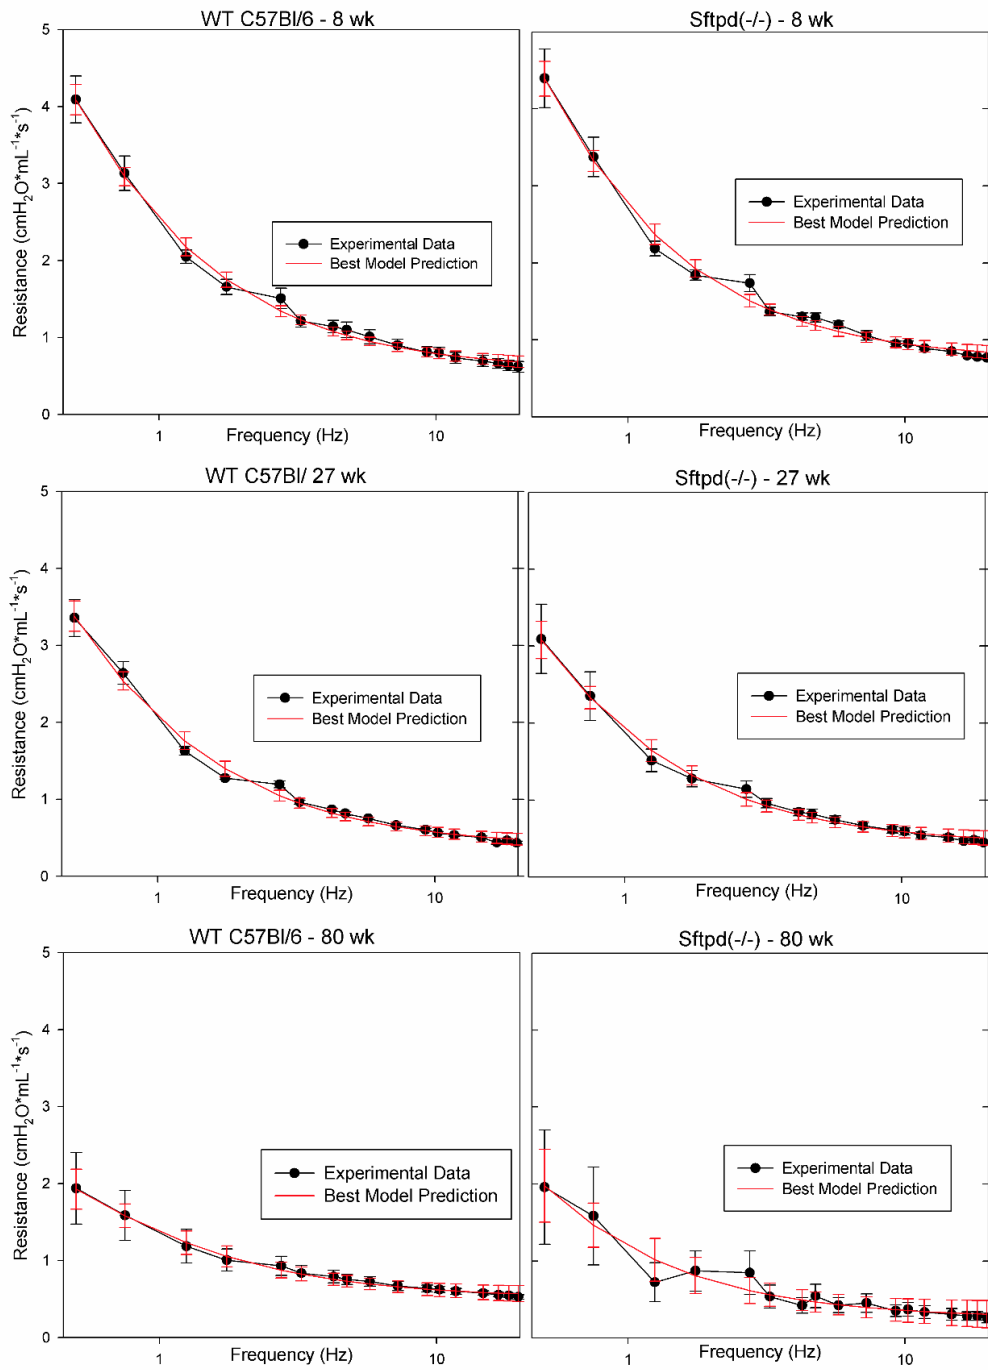 WT C57Bl/6 - 8 wk
Resistance (cmH2O*mL-1*s-1)
5
4
3
2
1
0
Experimental Data
Best Model Prediction
1
10
Frequency (Hz)
Sftpd(-/-) - 8 wk
Experimental Data
Best Model Prediction
1
10
Frequency (Hz)
WT C57Bl/ 27 wk
Resistance (cmH2O*mL-1*s-1)
5
4
3
2
1
0
Experimental Data
Best Model Prediction
1
10
Frequency (Hz)
Sftpd(-/-) - 27 wk
Experimental Data
Best Model Prediction
1
10
Frequency (Hz)
WT C57Bl/6 - 80 wk
Resistance (cmH2O*mL-1*s-1)
5
4
3
2
1
0
Experimental Data
Best Model Prediction
1
10
Frequency (Hz)
Sftpd(-/-) - 80 wk
Experimental Data
Best Model Prediction
1
10
Frequency (Hz)